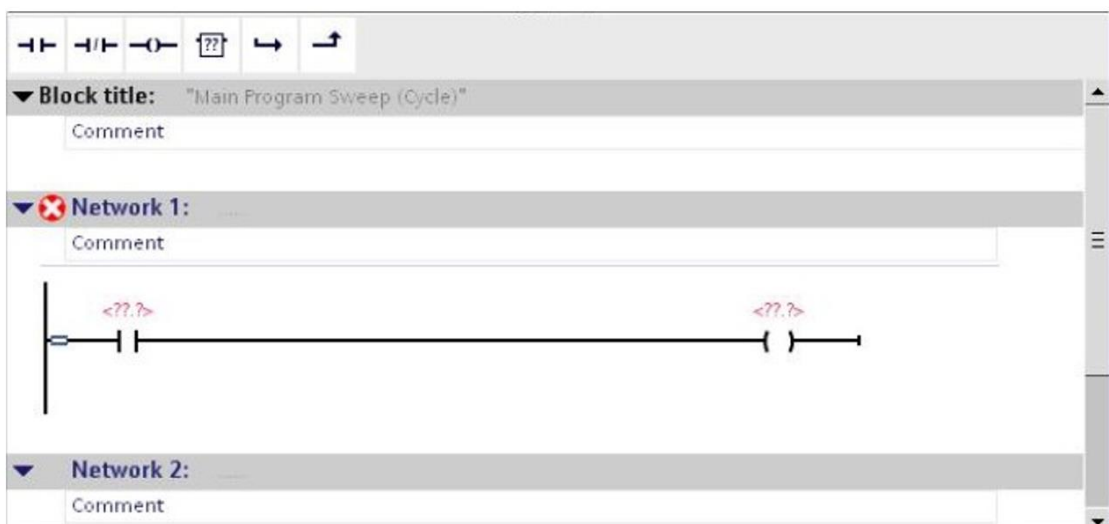 ??
Block title: "Main Program Sweep (Cycle)"
Comment
Network 1: .....
Comment
<??.?> <??.?>
Network 2: .....
Comment